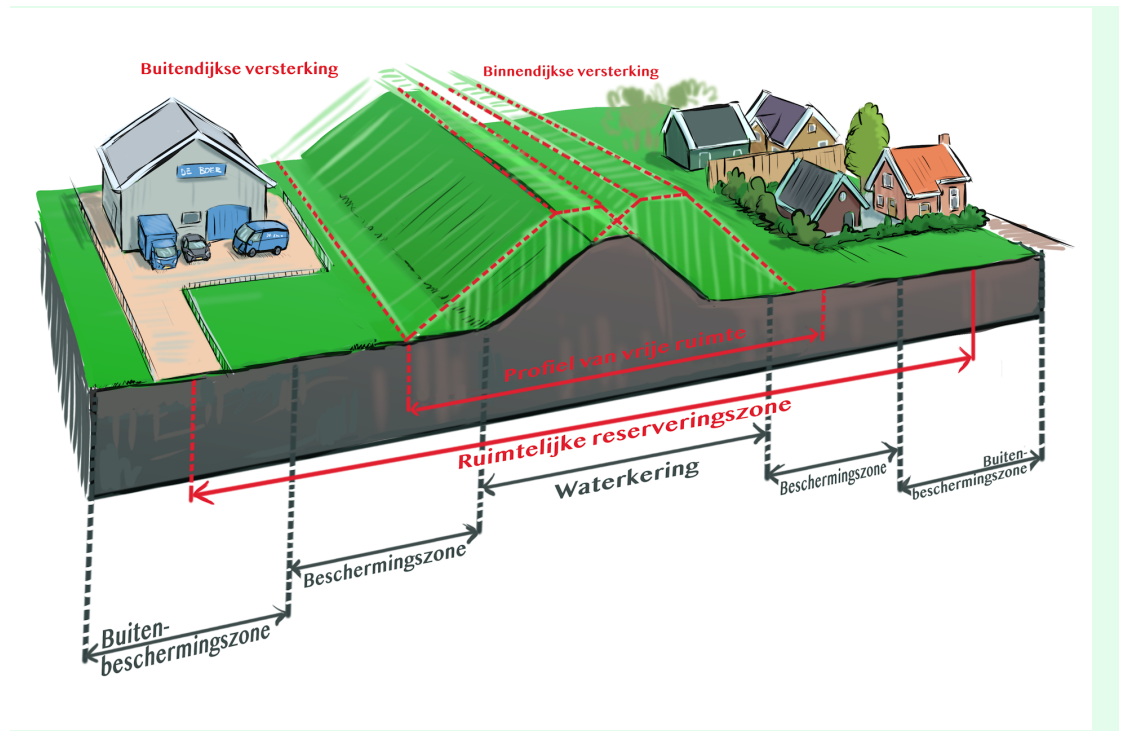 Buitendijkse versterking
Binnendijkse versterking
DE BOER
Profiel van vrije ruimte
Ruimtelijke reserveringszone
Waterkering
Beschermingszone
Buiten-
beschermingszone
Beschermingszone
Buiten-
beschermingszone